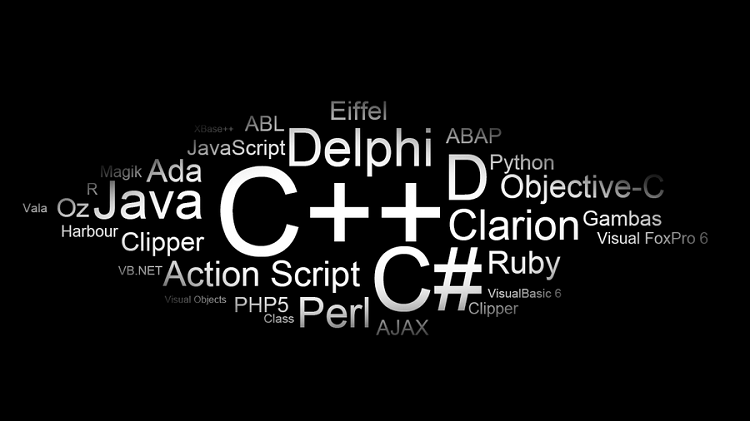 Eiffel
XBase++
ABL
ABAP
JavaScript
Delphi
Python
Magik
Ada
D
Objective-C
R
Java
C++
Vala
Oz
Clarion
Gambas
Harbour
Clipper
Visual FoxPro 6
VB.NET
Action Script
C#
Ruby
Visual Objects
PHP5
VisualBasic 6
Class
Perl
Clipper
AJAX